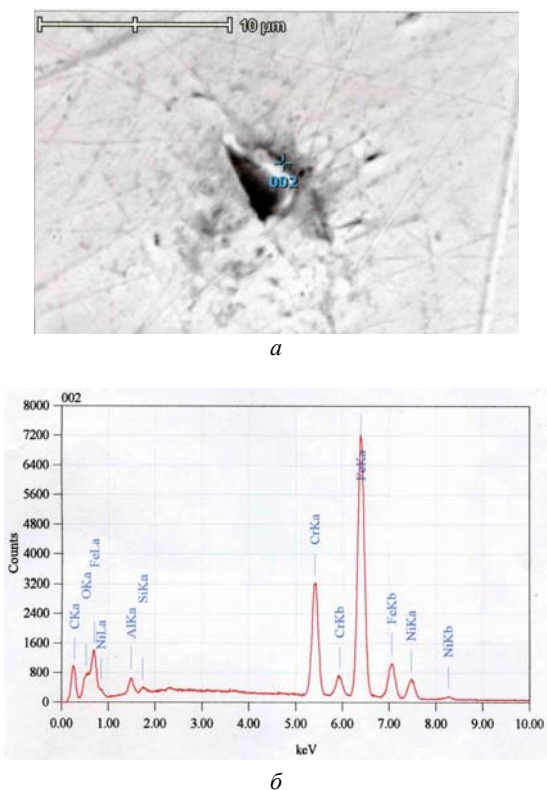 10 µm
002
а
002
8000
7200
6400
5600
4800
4000
3200
2400
1600
800
0
Counts
CKa
OKa
FeLa
NiLa
AlKa
SiKa
CrKa
CrKb
FeKa
FeKb
NiKa
NiKb
0.00 1.00 2.00 3.00 4.00 5.00 6.00 7.00 8.00 9.00 10.00
keV
б